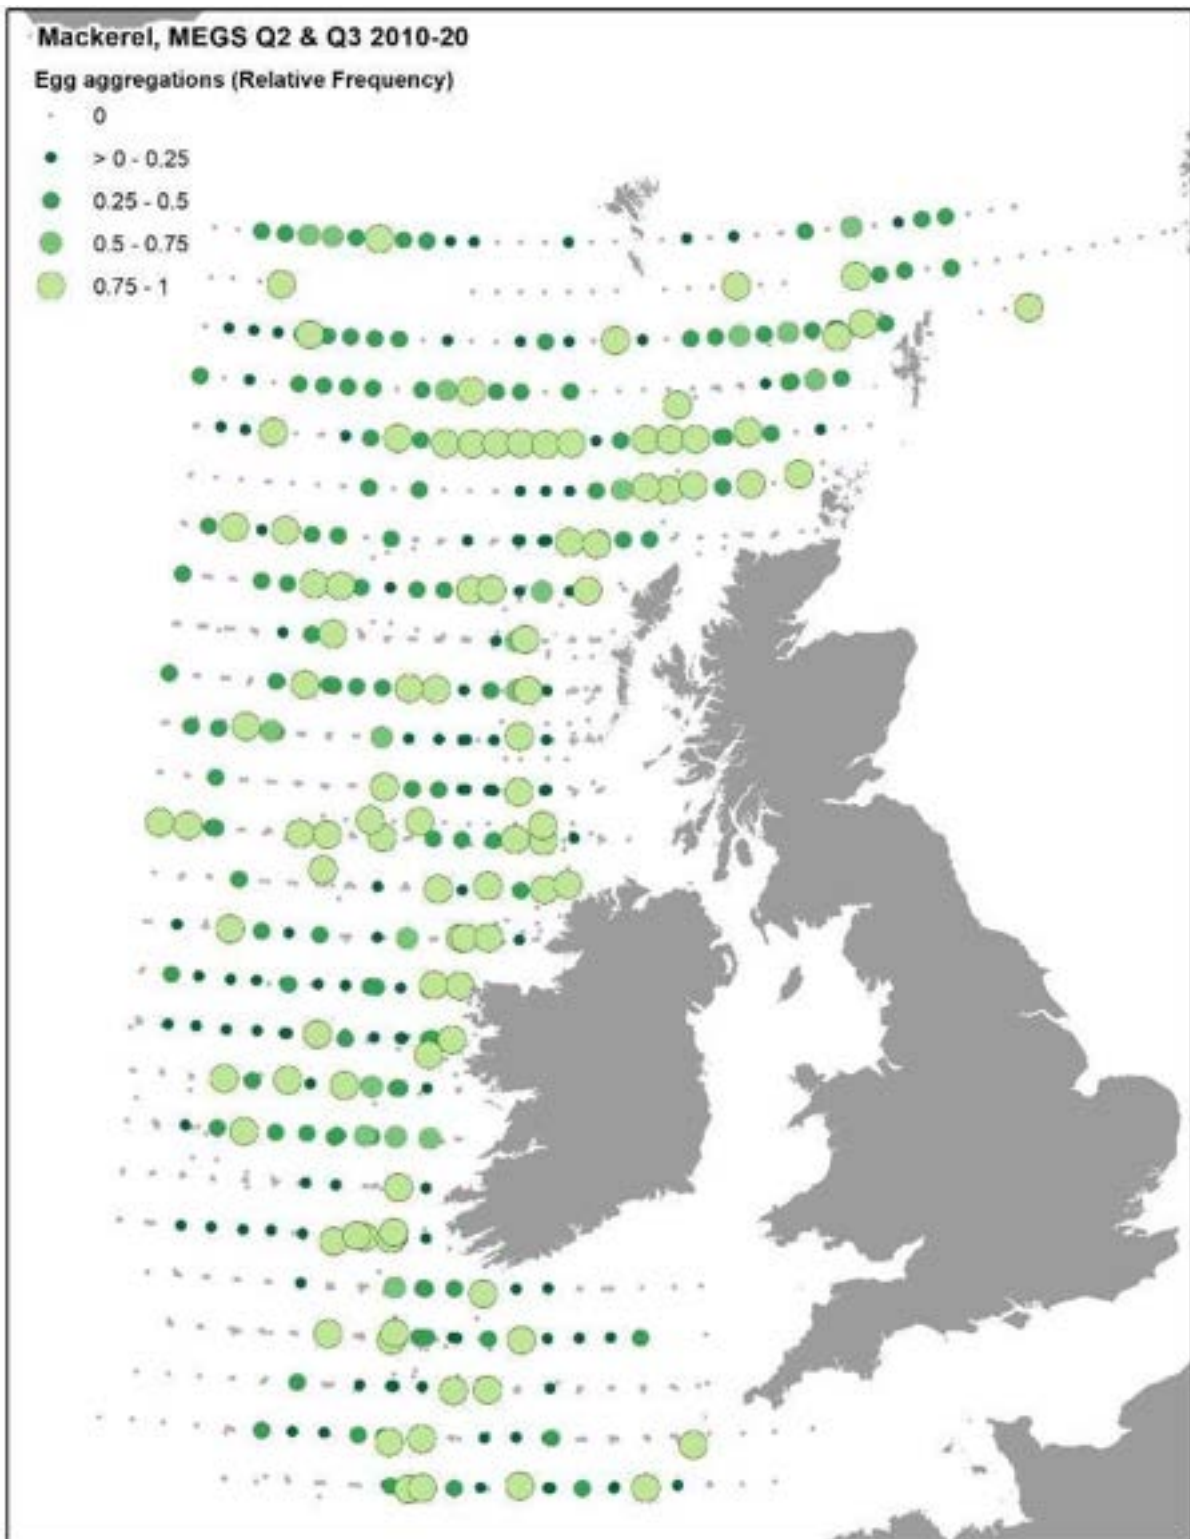 Mackerel, MEGS Q2 & Q3 2010-20
Egg aggregations (Relative Frequency)
0
> 0 - 0.25
0.25 - 0.5
0.5 - 0.75
0.75 - 1